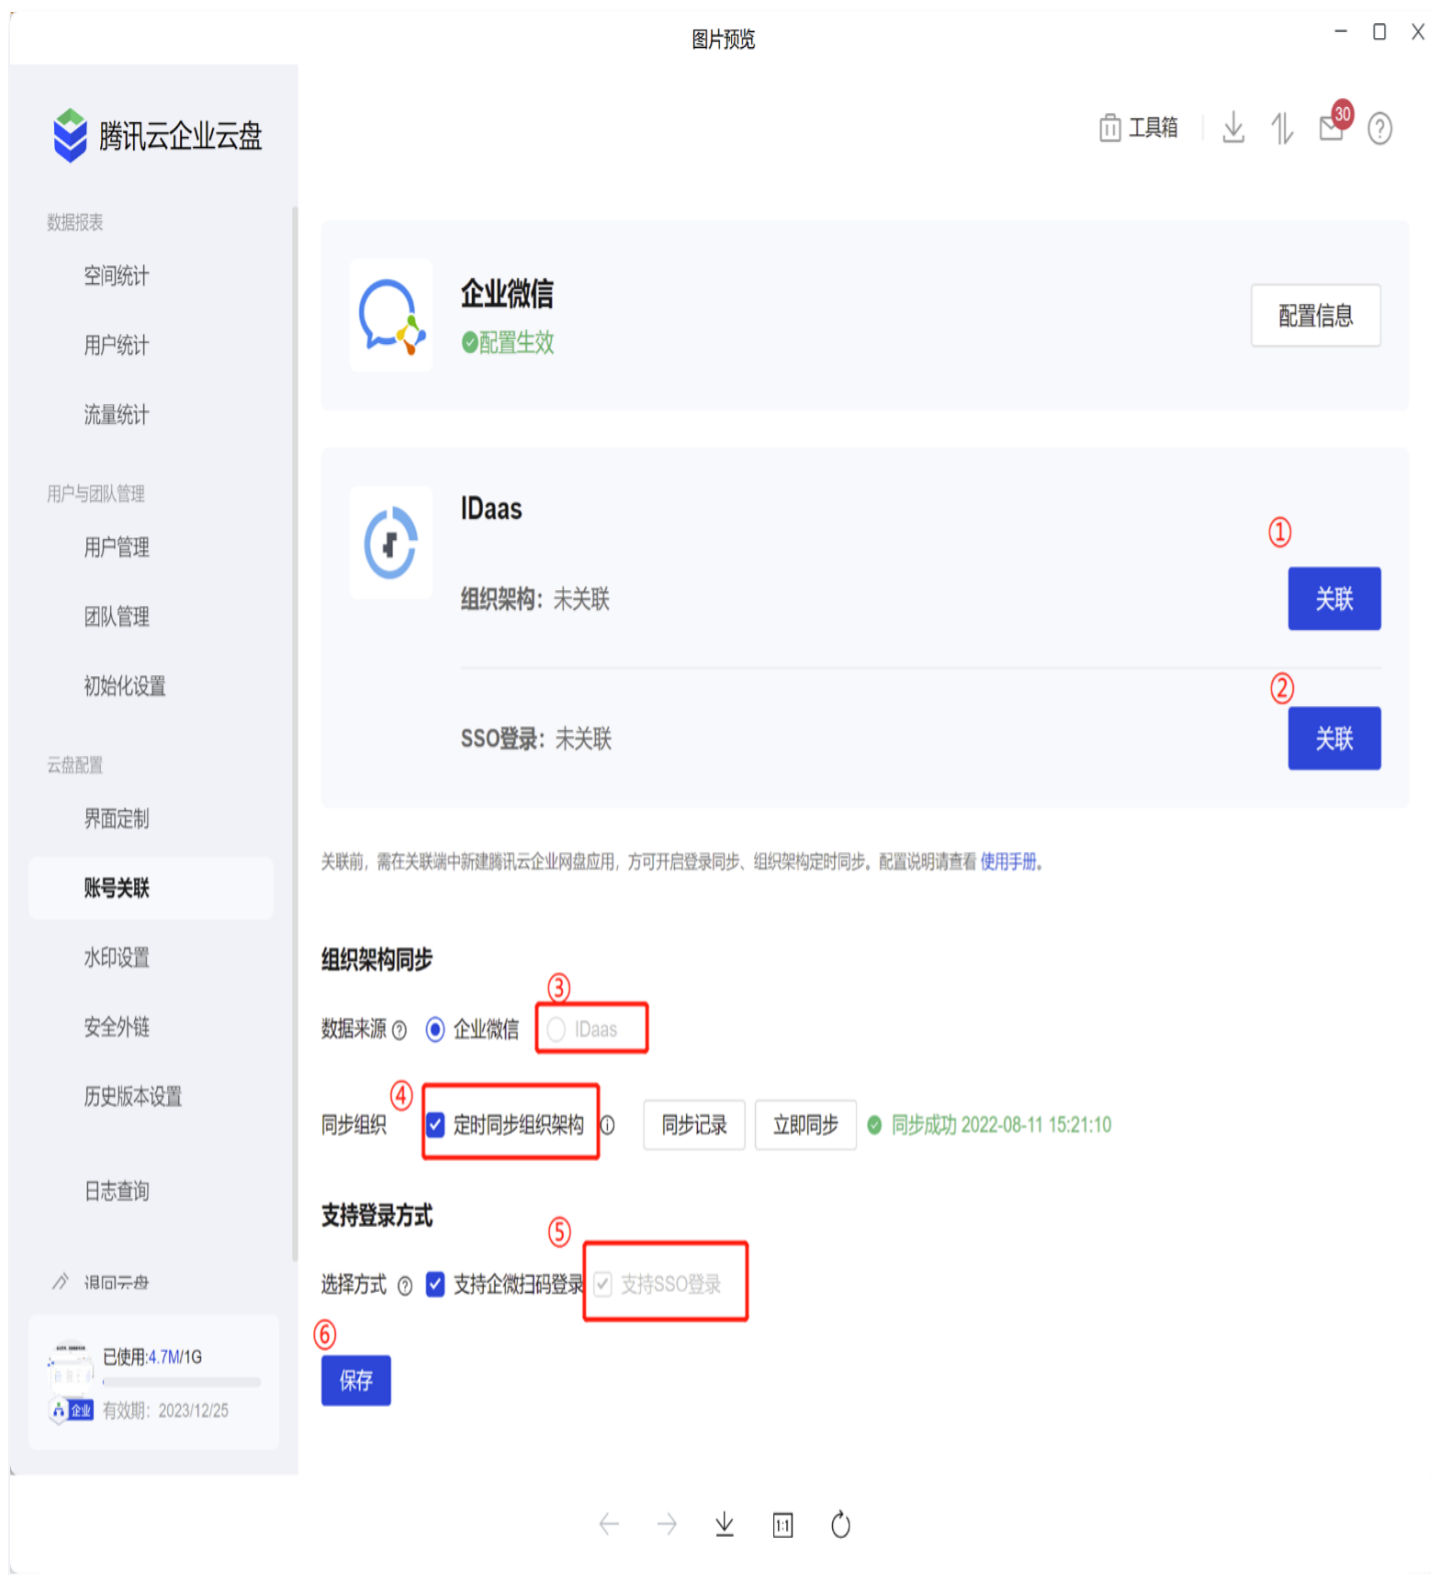 图片预览
腾讯云企业云盘
工具箱
30
数据报表
空间统计
用户统计
流量统计
用户与团队管理
用户管理
团队管理
初始化设置
云盘配置
界面定制
账号关联
水印设置
安全外链
历史版本设置
日志查询
退回云盘
已使用:4.7M/1G
企业
有效期：2023/12/25
企业微信
配置生效
配置信息
IDaas
①
组织架构：未关联
关联
②
SSO登录：未关联
关联
关联前，需在关联端中新建腾讯云企业网盘应用，方可开启登录同步、组织架构定时同步。配置说明请查看 使用手册。
组织架构同步
③
数据来源 企业微信 IDaas
④
同步组织 定时同步组织架构 同步记录 立即同步 同步成功 2022-08-11 15:21:10
支持登录方式
⑤
选择方式 支持企微扫码登录 支持SSO登录
⑥
保存
1:1